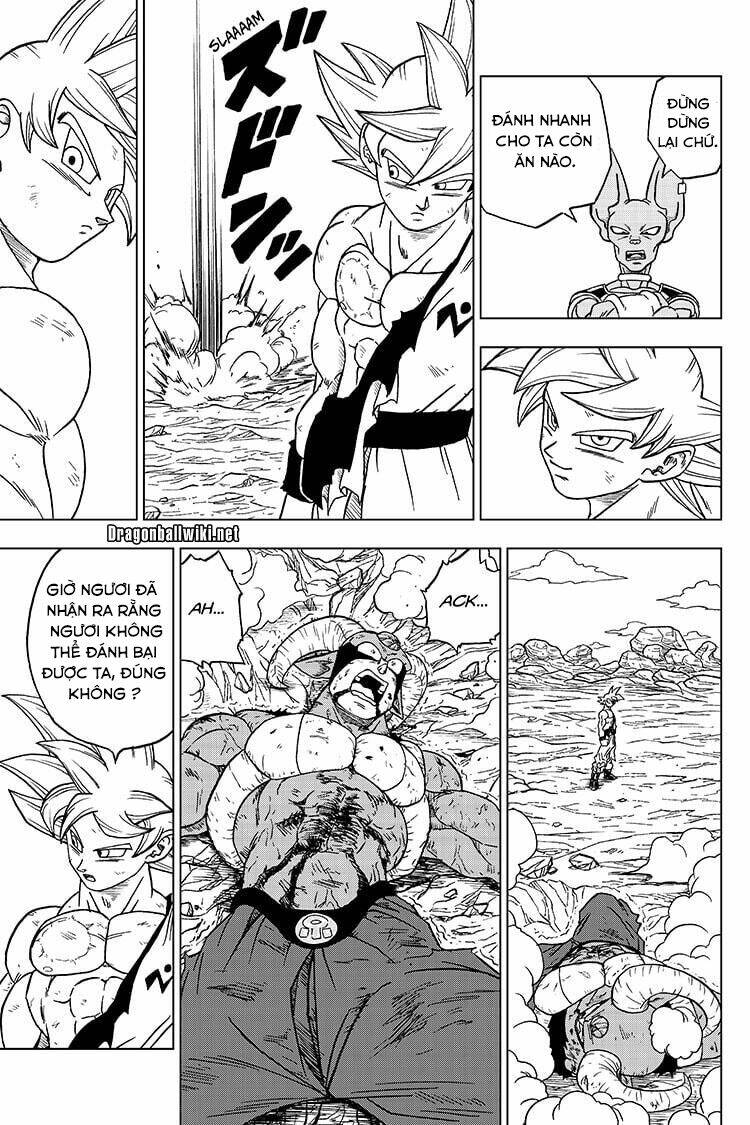 ĐỪNG
DỪNG
LẠI CHỨ.
ĐÁNH NHANH
CHO TA CÒN
ĂN NÀO.
SLAAAAM
ズドドンッ
Dragonballwiki.net
ACK...
AH...
GIỜ NGƯƠI ĐÃ
NHẬN RA RẰNG
NGƯƠI KHÔNG
THỂ ĐÁNH BẠI
ĐƯỢC TA, ĐÚNG
KHÔNG ?